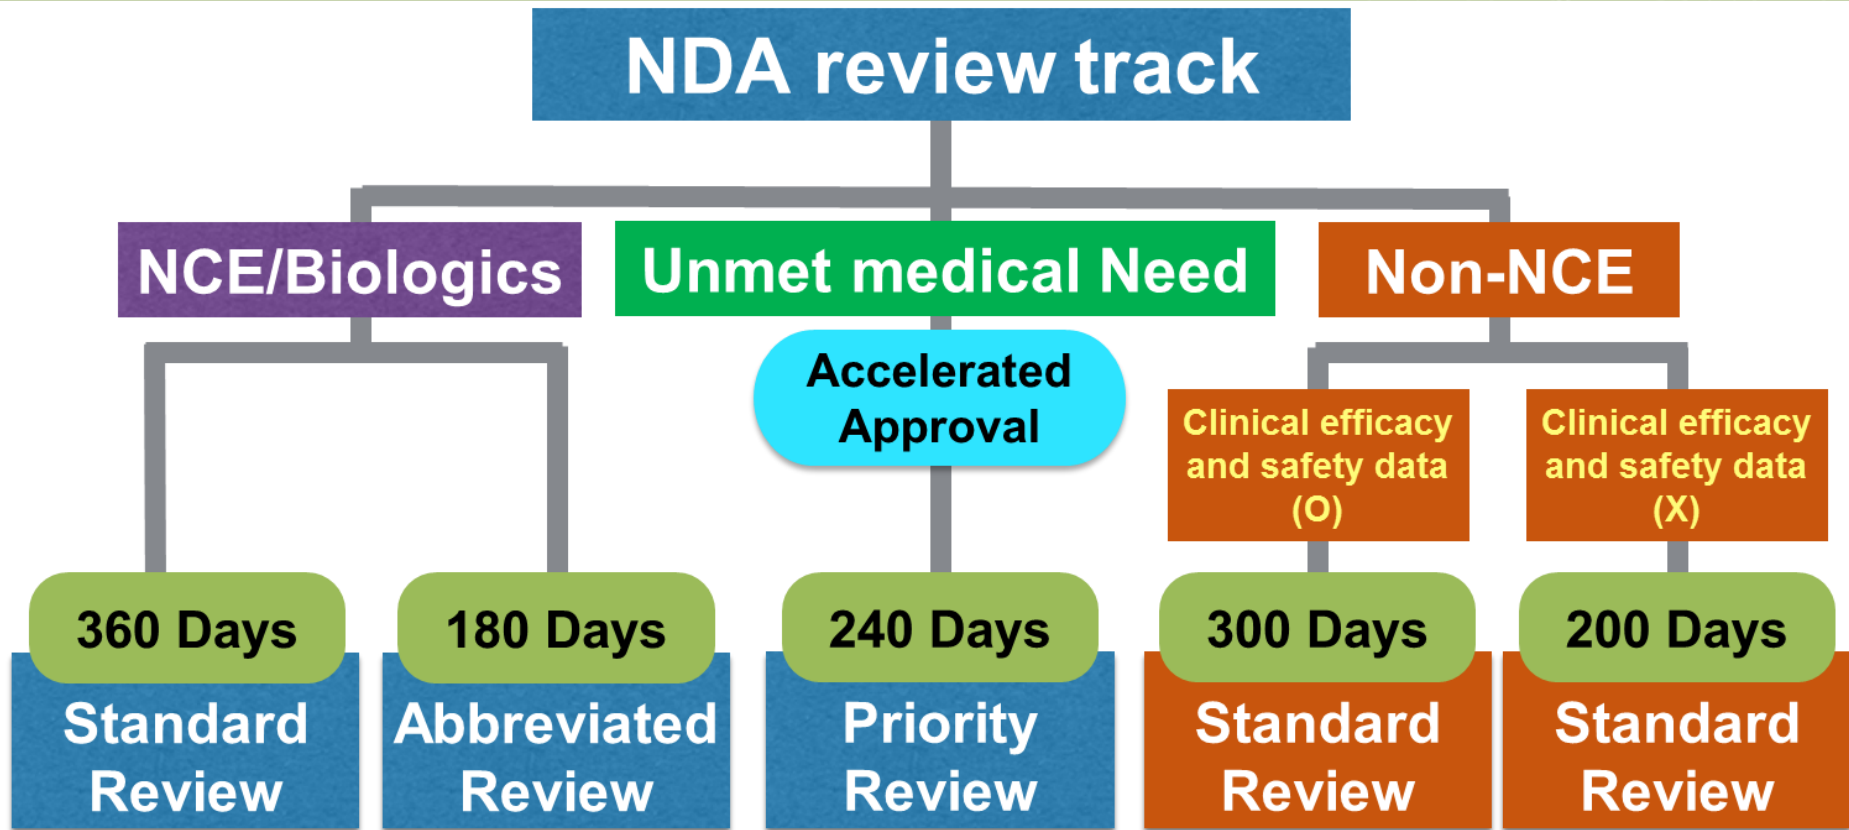 NDA review track
NCE/Biologics
Unmet medical Need
Non-NCE
Accelerated
Approval
Clinical efficacy
and safety data
(O)
Clinical efficacy
and safety data
(X)
360 Days
Standard
Review
180 Days
Abbreviated
Review
240 Days
Priority
Review
300 Days
Standard
Review
200 Days
Standard
Review